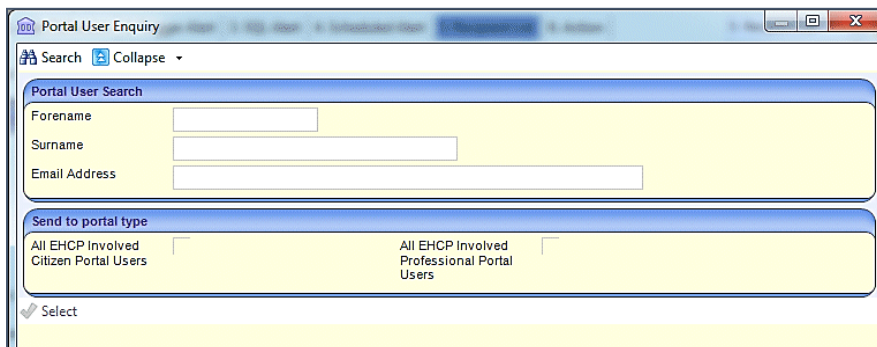 Portal User Enquiry
Search Collapse
Portal User Search
Forename
Surname
Email Address
Send to portal type
All EHCP Involved
Citizen Portal Users
All EHCP Involved
Professional Portal
Users
Select